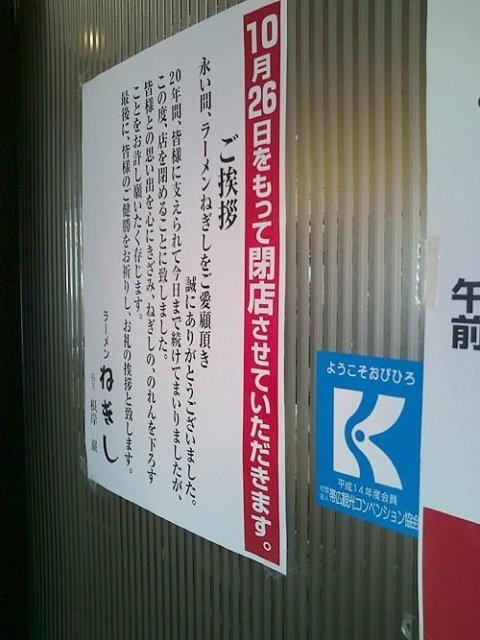 10月26日をもって閉店させていただきます。
ご挨拶
永い間、ラーメンねぎしをご愛顧頂き
誠にありがとうございました。
20年間、皆様に支えられて今日まで続けてまいりましたが、
この度、店を閉めることに致しました。
皆様との思い出を心にきざみ、ねぎしの、のれんを下ろす
ことをお許し願いたく存じます。
最後に、皆様のご健勝をお祈りし、お礼の挨拶と致します。
ラーメン ねぎし
店主 根岸 巌
ようこそおびひろ
平成14年度会員
社団法人 帯広観光コンベンション協会
午前